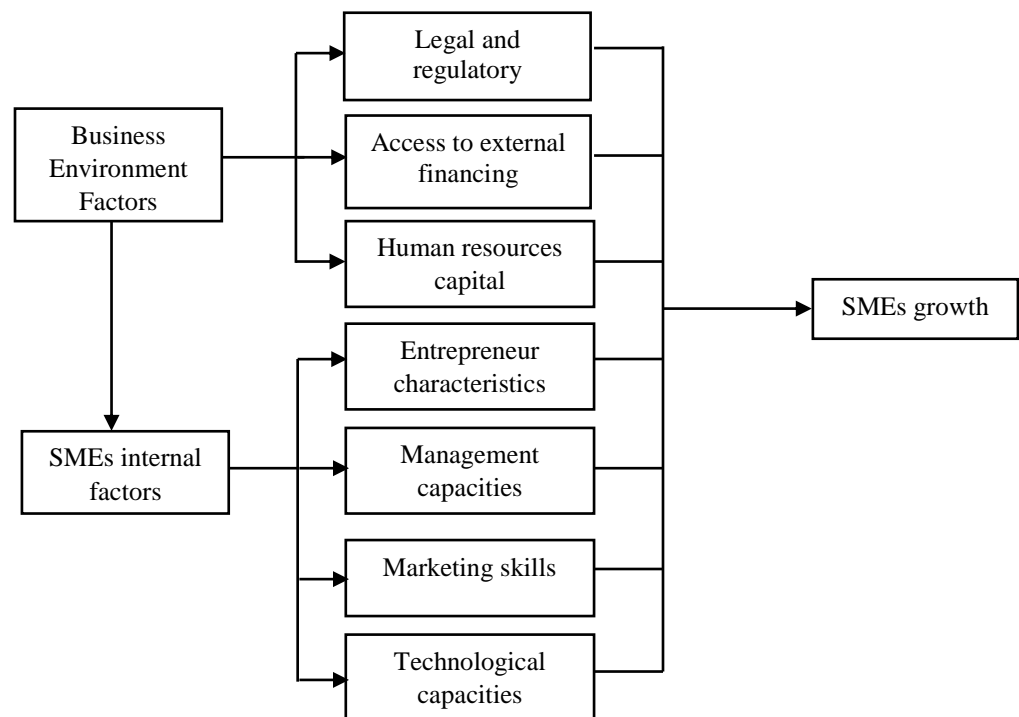 Legal and
regulatory
Business
Environment
Factors
Access to external
financing
Human resources
capital
SMEs growth
Entrepreneur
characteristics
SMEs internal
factors
Management
capacities
Marketing skills
Technological
capacities